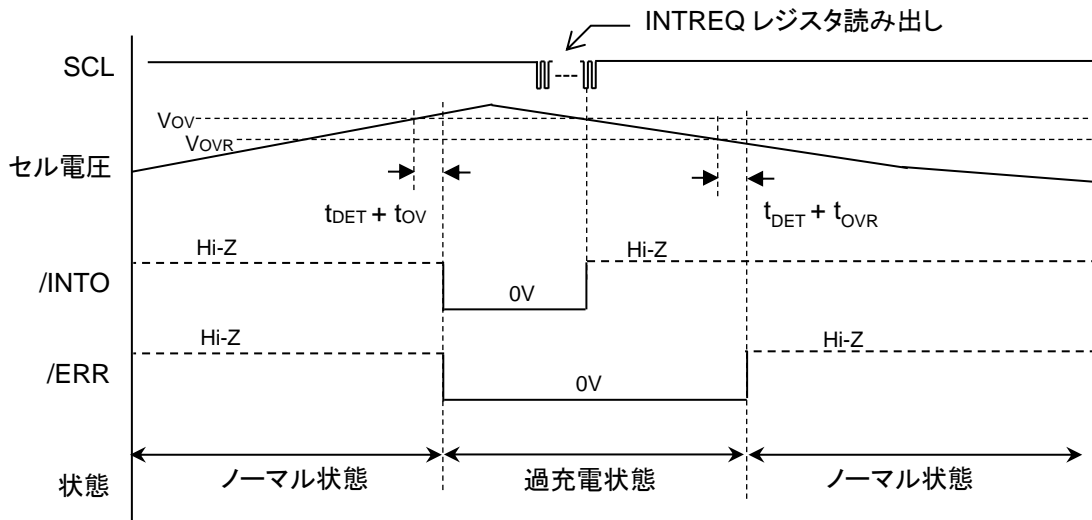 INTREQ レジスタ読み出し
SCL
VOV
VOVR
セル電圧
tDET + tOV
tDET + tOVR
Hi-Z
Hi-Z
/INTO
0V
Hi-Z
Hi-Z
/ERR
0V
状態
ノーマル状態
過充電状態
ノーマル状態